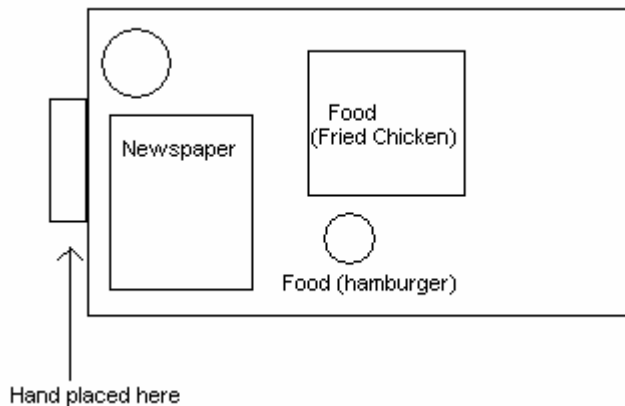 Food
(Fried Chicken)
Newspaper
Food (hamburger)
Hand placed here